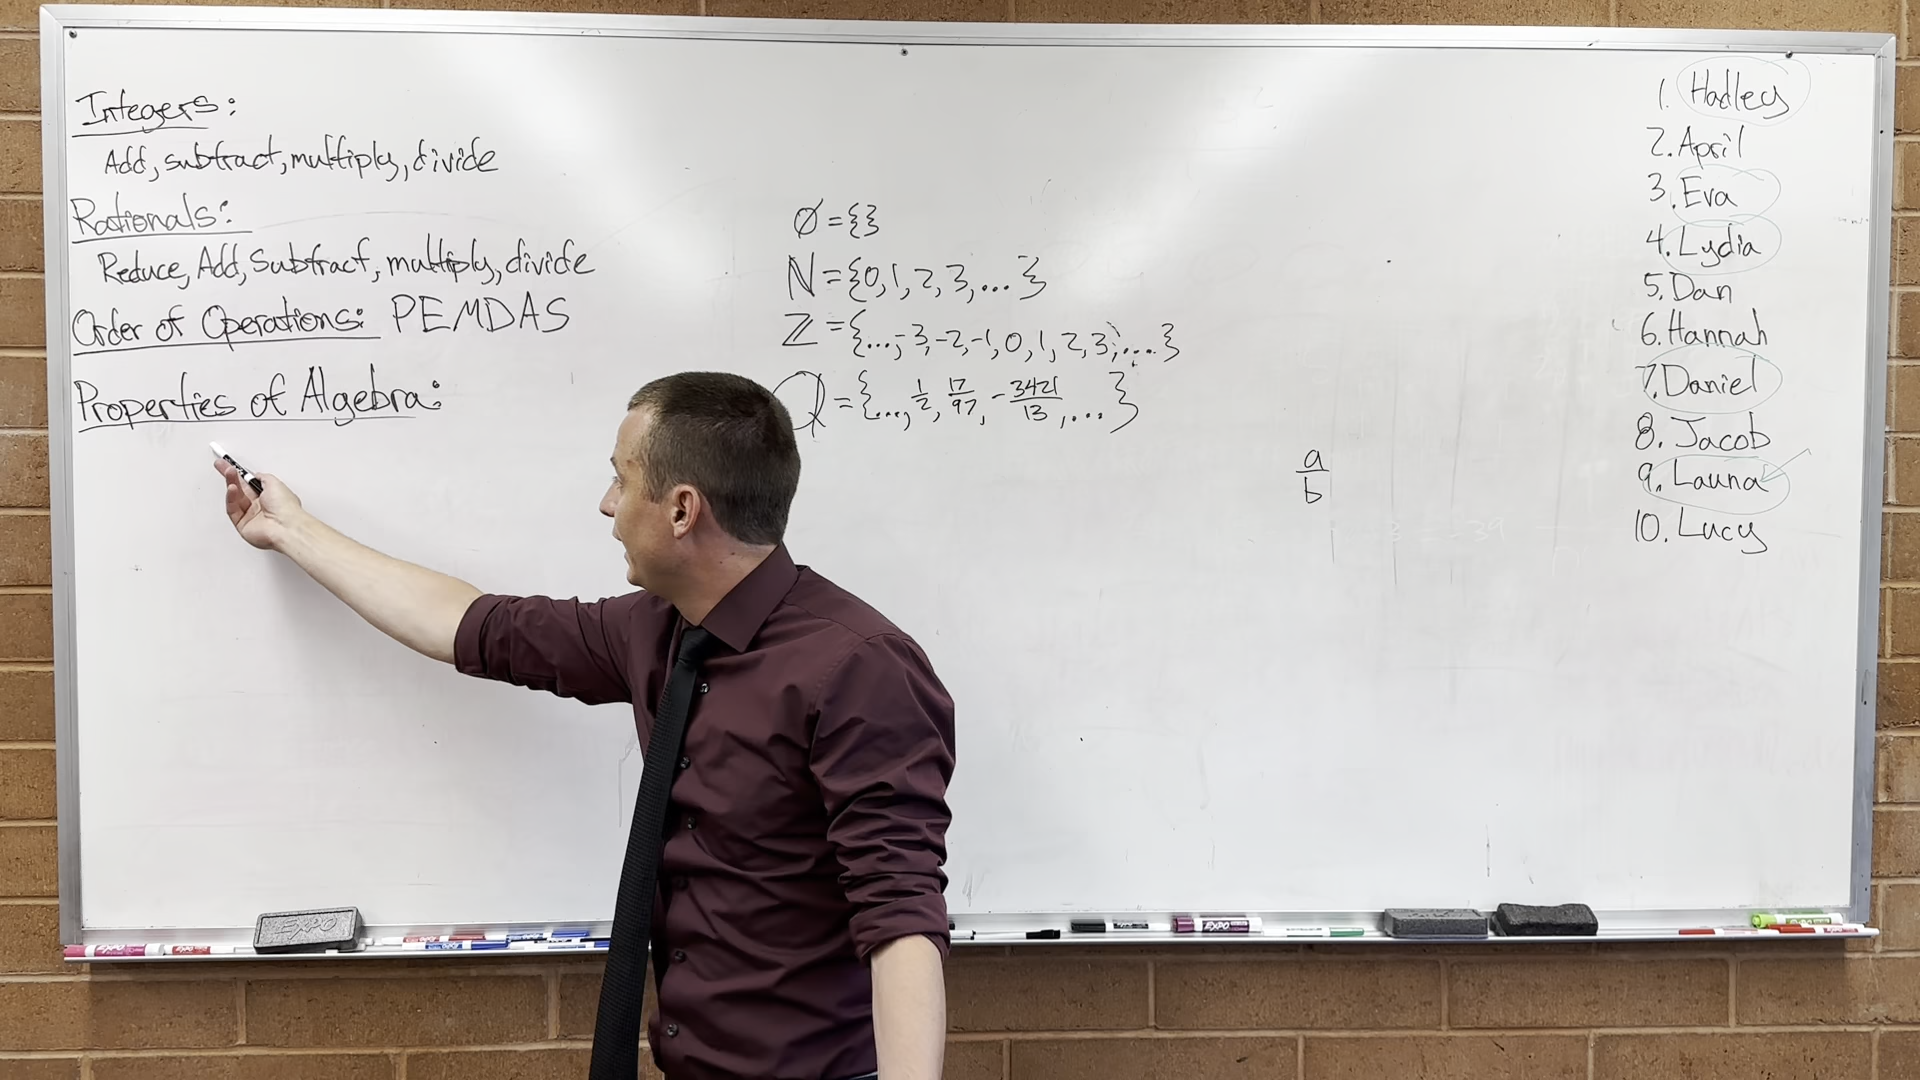 Integers:
Add, subtract, multiply, divide
Rationals:
Reduce, Add, Subtract, multiply, divide
Order of Operations: PEMDAS
Properties of Algebra:
∅ = {}
ℕ = {0, 1, 2, 3, ... }
ℤ = {..., -3, -2, -1, 0, 1, 2, 3, .... }
ℚ = {..., 1/2, 17/97, -3421/13, ... }
a/b
1. Hadley
2. April
3. Eva
4. Lydia
5. Dan
6. Hannah
7. Daniel
8. Jacob
9. Launa
10. Lucy
EXPO
EXPO